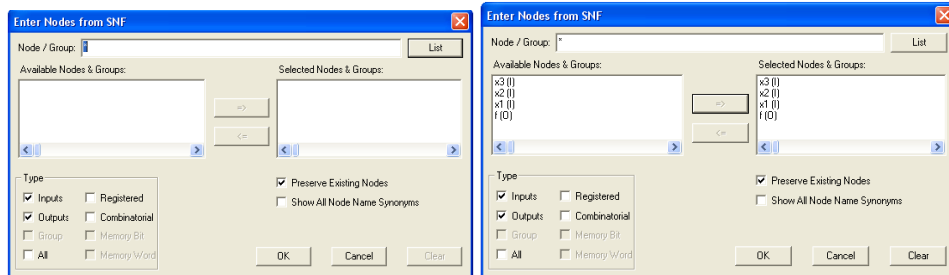 Enter Nodes from SNF
Node / Group: *
List
Available Nodes & Groups:
Selected Nodes & Groups:
=>
<=
Type
Inputs
Registered
Outputs
Combinatorial
Group
Memory Bit
All
Memory Word
Preserve Existing Nodes
Show All Node Name Synonyms
OK
Cancel
Clear
Enter Nodes from SNF
Node / Group: *
List
Available Nodes & Groups:
Selected Nodes & Groups:
x3 (I)
x2 (I)
x1 (I)
f (O)
=>
<=
x3 (I)
x2 (I)
x1 (I)
f (O)
Type
Inputs
Registered
Outputs
Combinatorial
Group
Memory Bit
All
Memory Word
Preserve Existing Nodes
Show All Node Name Synonyms
OK
Cancel
Clear